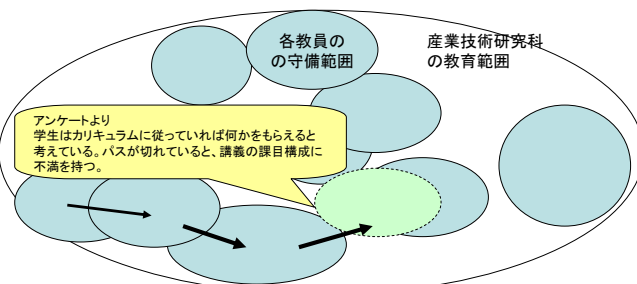 各教員の
の守備範囲
産業技術研究科
の教育範囲
アンケートより
学生はカリキュラムに従っていれば何かをもらえると
考えている。パスが切れていると、講義の課目構成に
不満を持つ。